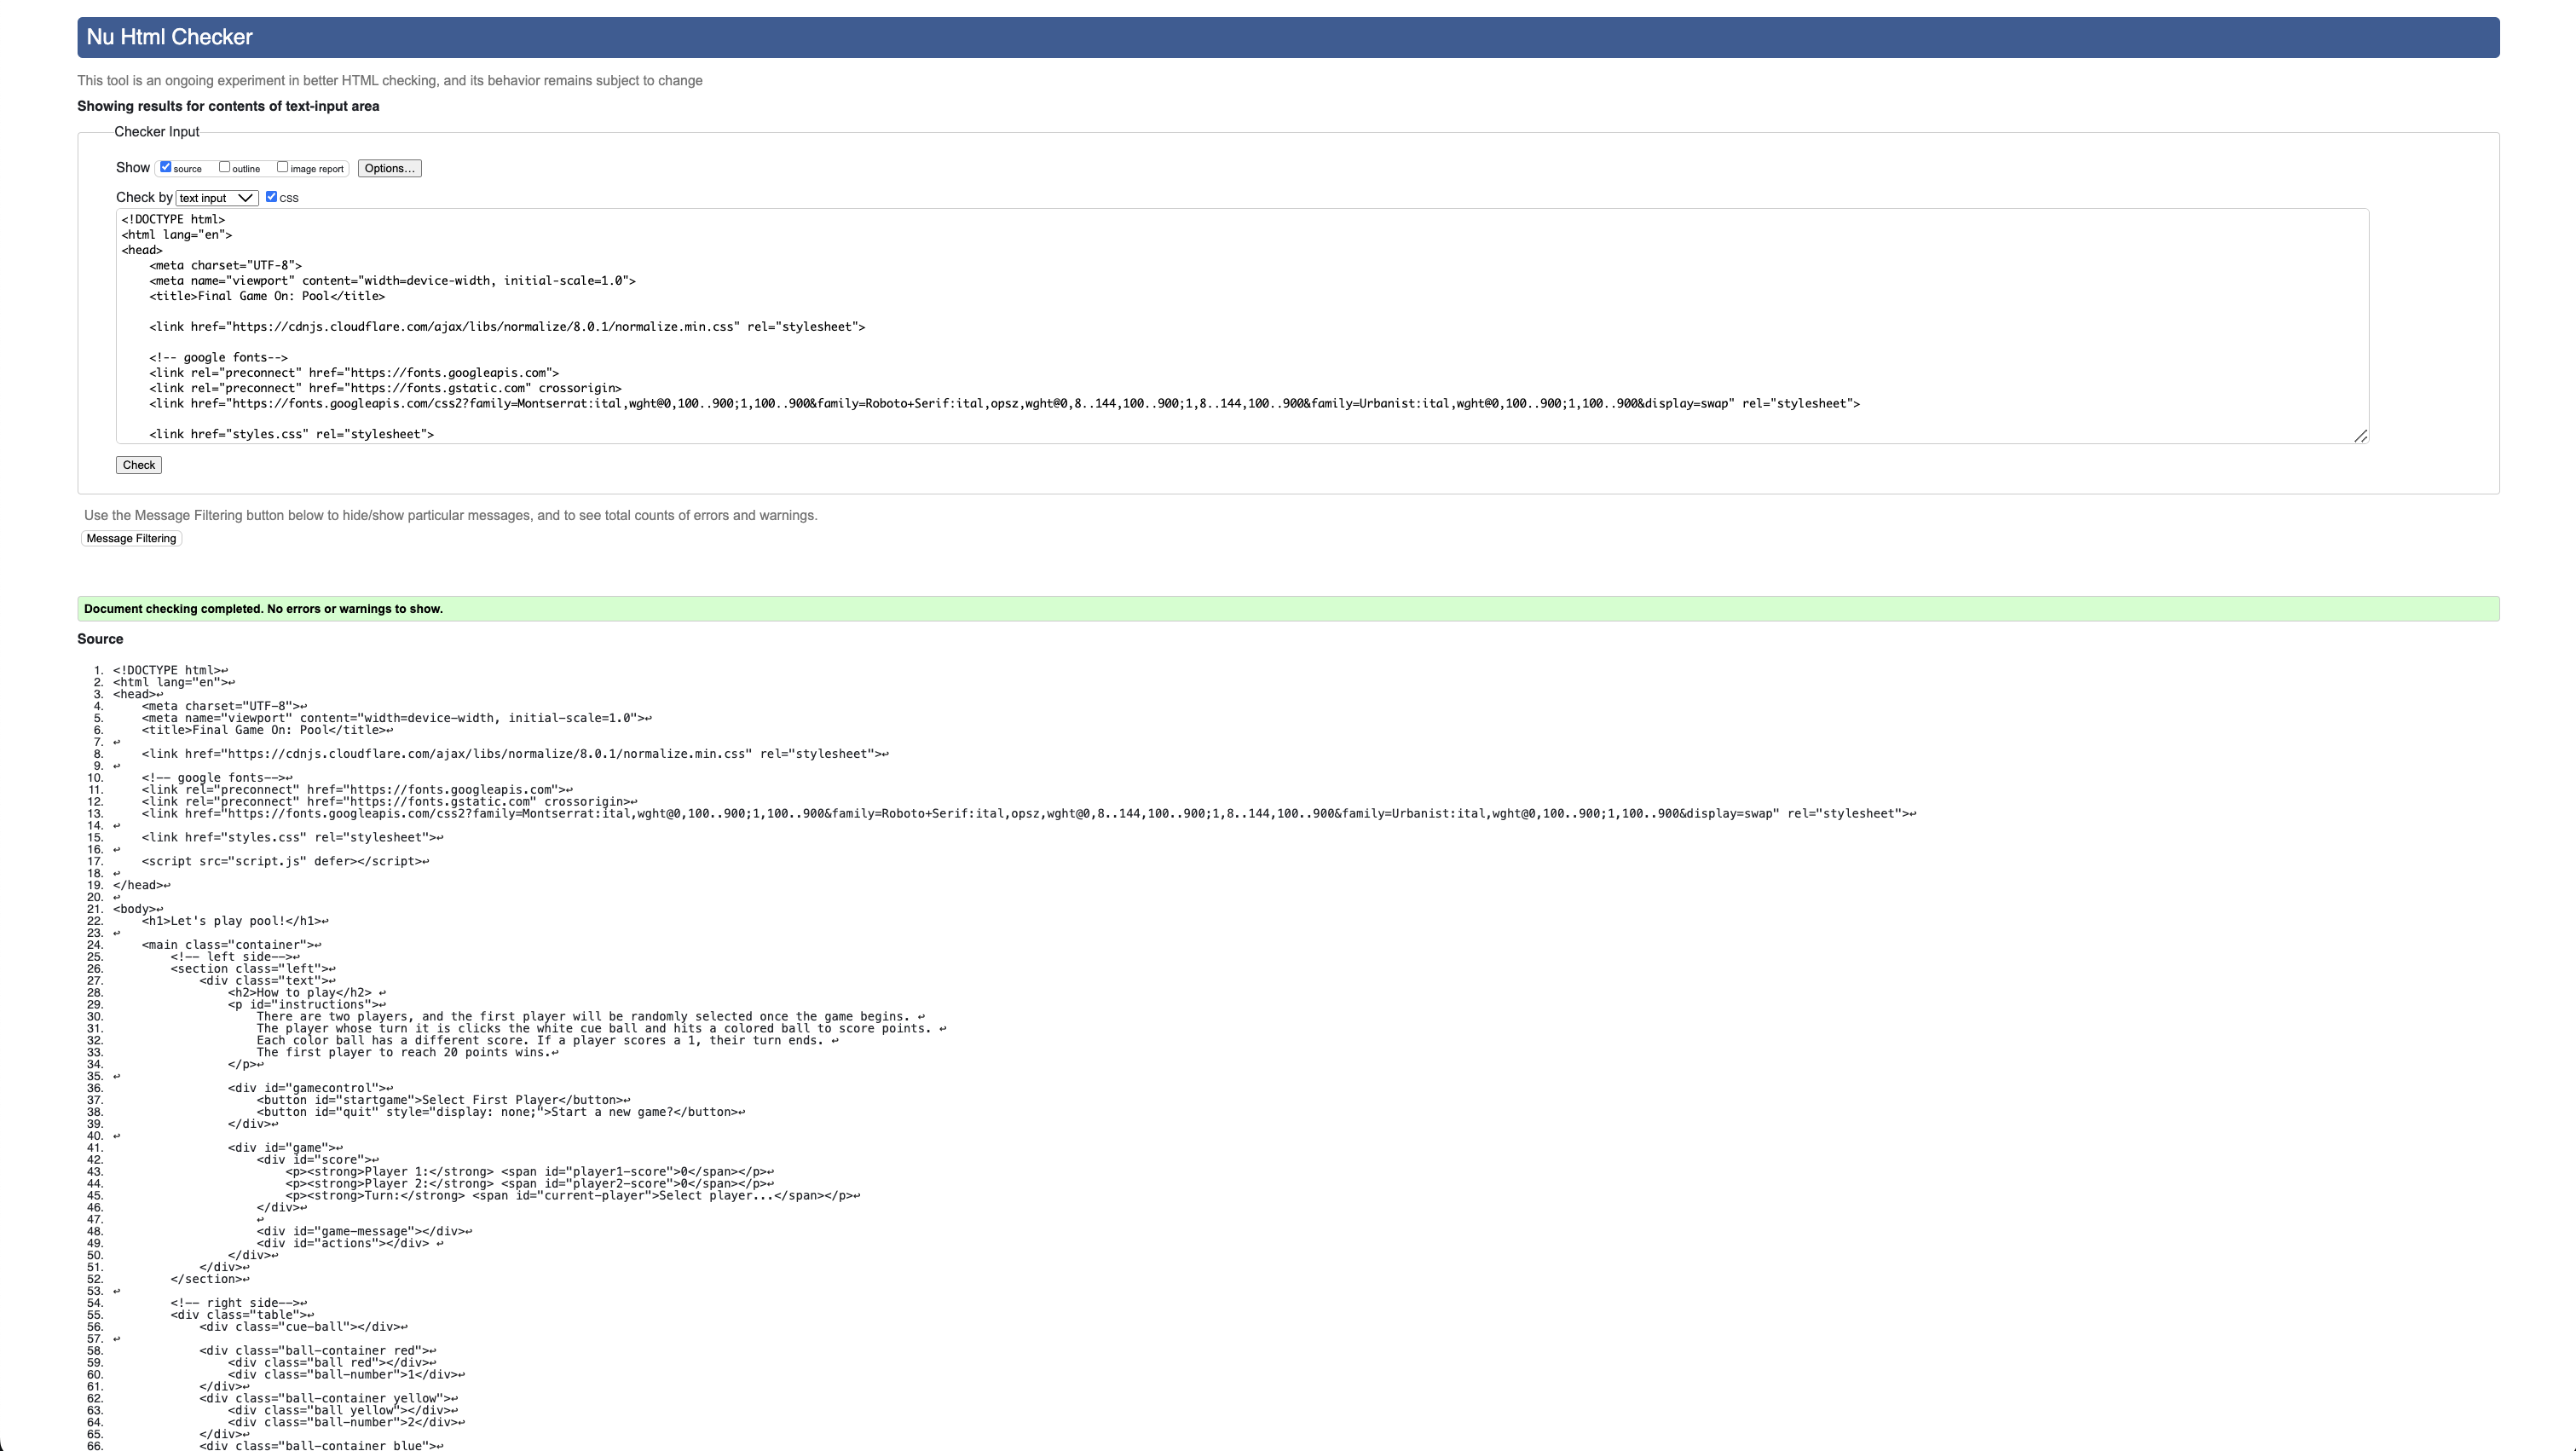 Nu Html Checker
This tool is an ongoing experiment in better HTML checking, and its behavior remains subject to change
Showing results for contents of text-input area
Checker Input
Show source outline image report Options...
Check by text input css
<!DOCTYPE html>
<html lang="en">
<head>
    <meta charset="UTF-8">
    <meta name="viewport" content="width=device-width, initial-scale=1.0">
    <title>Final Game On: Pool</title>

    <link href="https://cdnjs.cloudflare.com/ajax/libs/normalize/8.0.1/normalize.min.css" rel="stylesheet">

    <!-- google fonts-->
    <link rel="preconnect" href="https://fonts.googleapis.com">
    <link rel="preconnect" href="https://fonts.gstatic.com" crossorigin>
    <link href="https://fonts.googleapis.com/css2?family=Montserrat:ital,wght@0,100..900;1,100..900&family=Roboto+Serif:ital,opsz,wght@0,8..144,100..900;1,8..144,100..900&family=Urbanist:ital,wght@0,100..900;1,100..900&display=swap" rel="stylesheet">

    <link href="styles.css" rel="stylesheet">
Check
Use the Message Filtering button below to hide/show particular messages, and to see total counts of errors and warnings.
Message Filtering
Document checking completed. No errors or warnings to show.
Source
1. <!DOCTYPE html>↩
2. <html lang="en">↩
3. <head>↩
4.     <meta charset="UTF-8">↩
5.     <meta name="viewport" content="width=device-width, initial-scale=1.0">↩
6.     <title>Final Game On: Pool</title>↩
7. ↩
8.     <link href="https://cdnjs.cloudflare.com/ajax/libs/normalize/8.0.1/normalize.min.css" rel="stylesheet">↩
9. ↩
10.     <!-- google fonts-->↩
11.     <link rel="preconnect" href="https://fonts.googleapis.com">↩
12.     <link rel="preconnect" href="https://fonts.gstatic.com" crossorigin>↩
13.     <link href="https://fonts.googleapis.com/css2?family=Montserrat:ital,wght@0,100..900;1,100..900&family=Roboto+Serif:ital,opsz,wght@0,8..144,100..900;1,8..144,100..900&family=Urbanist:ital,wght@0,100..900;1,100..900&display=swap" rel="stylesheet">↩
14. ↩
15.     <link href="styles.css" rel="stylesheet">↩
16. ↩
17.     <script src="script.js" defer></script>↩
18. ↩
19. </head>↩
20. ↩
21. <body>↩
22.     <h1>Let's play pool!</h1>↩
23. ↩
24.     <main class="container">↩
25.         <!-- left side-->↩
26.         <section class="left">↩
27.             <div class="text">↩
28.                 <h2>How to play</h2> ↩
29.                 <p id="instructions">↩
30.                     There are two players, and the first player will be randomly selected once the game begins. ↩
31.                     The player whose turn it is clicks the white cue ball and hits a colored ball to score points. ↩
32.                     Each color ball has a different score. If a player scores a 1, their turn ends. ↩
33.                     The first player to reach 20 points wins.↩
34.                 </p>↩
35. ↩
36.                 <div id="gamecontrol">↩
37.                     <button id="startgame">Select First Player</button>↩
38.                     <button id="quit" style="display: none;">Start a new game?</button>↩
39.                 </div>↩
40. ↩
41.                 <div id="game">↩
42.                     <div id="score">↩
43.                         <p><strong>Player 1:</strong> <span id="player1-score">0</span></p>↩
44.                         <p><strong>Player 2:</strong> <span id="player2-score">0</span></p>↩
45.                         <p><strong>Turn:</strong> <span id="current-player">Select player...</span></p>↩
46.                     </div>↩
47.                     ↩
48.                     <div id="game-message"></div>↩
49.                     <div id="actions"></div> ↩
50.                 </div>↩
51.             </div>↩
52.         </section>↩
53. ↩
54.         <!-- right side-->↩
55.         <div class="table">↩
56.             <div class="cue-ball"></div>↩
57. ↩
58.             <div class="ball-container red">↩
59.                 <div class="ball red"></div>↩
60.                 <div class="ball-number">1</div>↩
61.             </div>↩
62.             <div class="ball-container yellow">↩
63.                 <div class="ball yellow"></div>↩
64.                 <div class="ball-number">2</div>↩
65.             </div>↩
66.             <div class="ball-container blue">↩